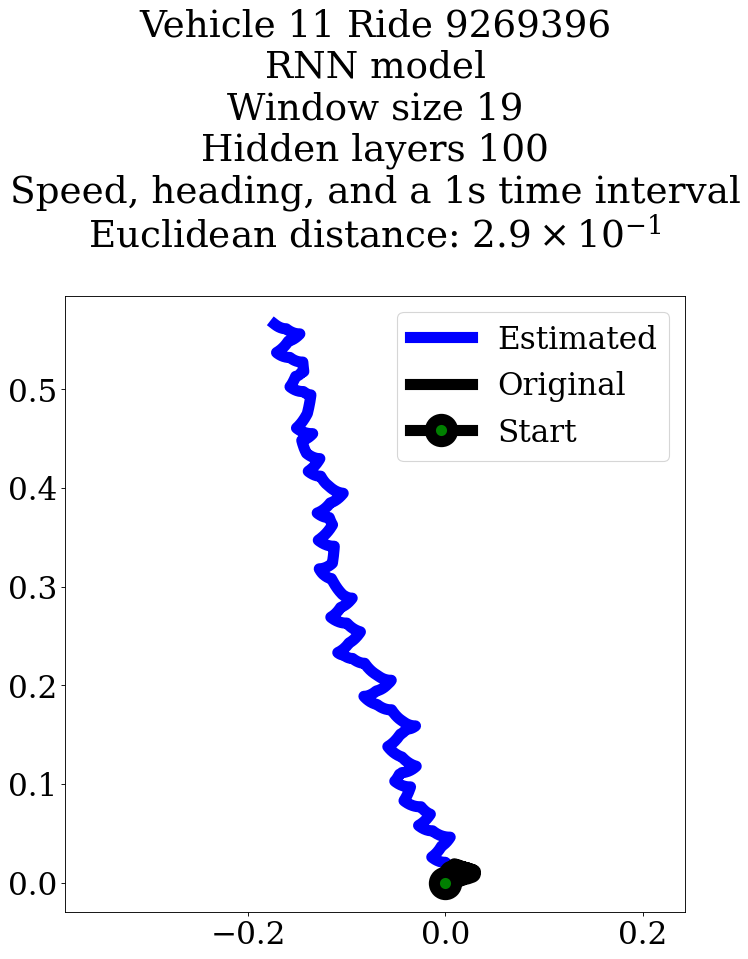 Vehicle 11 Ride 9269396
RNN model
Window size 19
Hidden layers 100
Speed, heading, and a 1s time interval
Euclidean distance: 2.9 × 10⁻¹
Estimated
Original
Start
0.5
0.4
0.3
0.2
0.1
0.0
−0.2 0.0 0.2